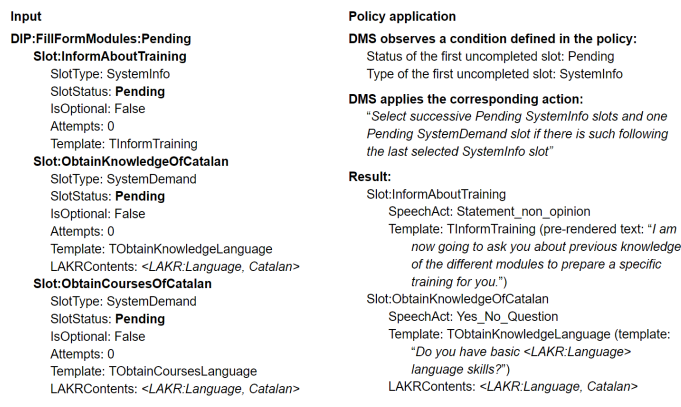 Input
DIP:FillFormModules:Pending
Slot:InformAboutTraining
SlotType: SystemInfo
SlotStatus: Pending
IsOptional: False
Attempts: 0
Template: TInformTraining
Slot:ObtainKnowledgeOfCatalan
SlotType: SystemDemand
SlotStatus: Pending
IsOptional: False
Attempts: 0
Template: TObtainKnowledgeLanguage
LAKRContents: <LAKR:Language, Catalan>
Slot:ObtainCoursesOfCatalan
SlotType: SystemDemand
SlotStatus: Pending
IsOptional: False
Attempts: 0
Template: TObtainCoursesLanguage
LAKRContents: <LAKR:Language, Catalan>
Policy application
DMS observes a condition defined in the policy:
Status of the first uncompleted slot: Pending
Type of the first uncompleted slot: SystemInfo
DMS applies the corresponding action:
“Select successive Pending SystemInfo slots and one
Pending SystemDemand slot if there is such following
the last selected SystemInfo slot”
Result:
Slot:InformAboutTraining
SpeechAct: Statement_non_opinion
Template: TInformTraining (pre-rendered text: “I am
now going to ask you about previous knowledge
of the different modules to prepare a specific
training for you.”)
Slot:ObtainKnowledgeOfCatalan
SpeechAct: Yes_No_Question
Template: TObtainKnowledgeLanguage (template:
“Do you have basic <LAKR:Language>
language skills?”)
LAKRContents: <LAKR:Language, Catalan>